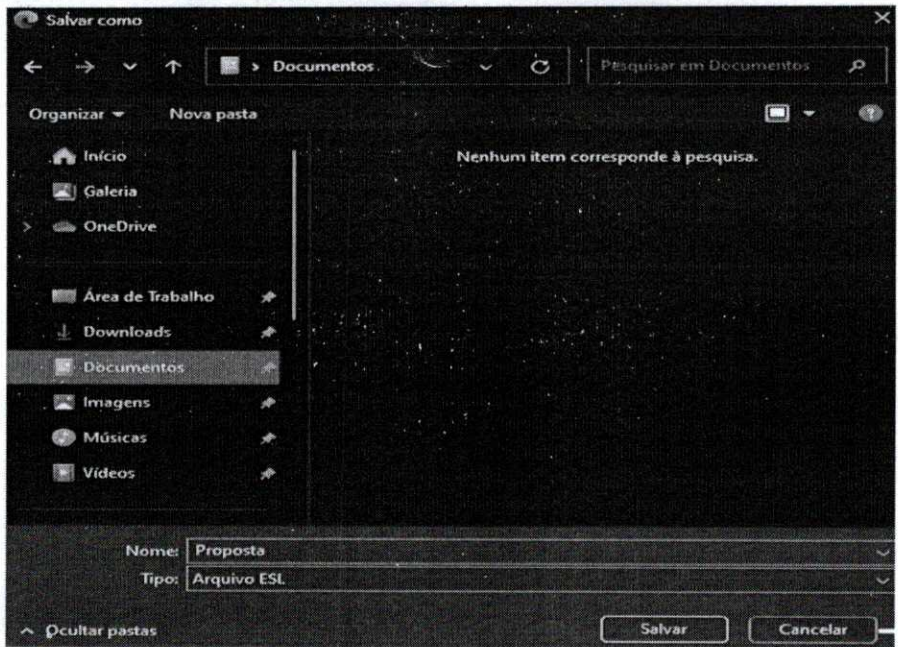 Salvar como
Documentos
Pesquisar em Documentos
Organizar
Nova pasta
Início
Nenhum item corresponde à pesquisa.
Galeria
OneDrive
Área de Trabalho
Downloads
Documentos
Imagens
Músicas
Vídeos
Nome: Proposta
Tipo: Arquivo ESL
Ocultar pastas
Salvar
Cancelar